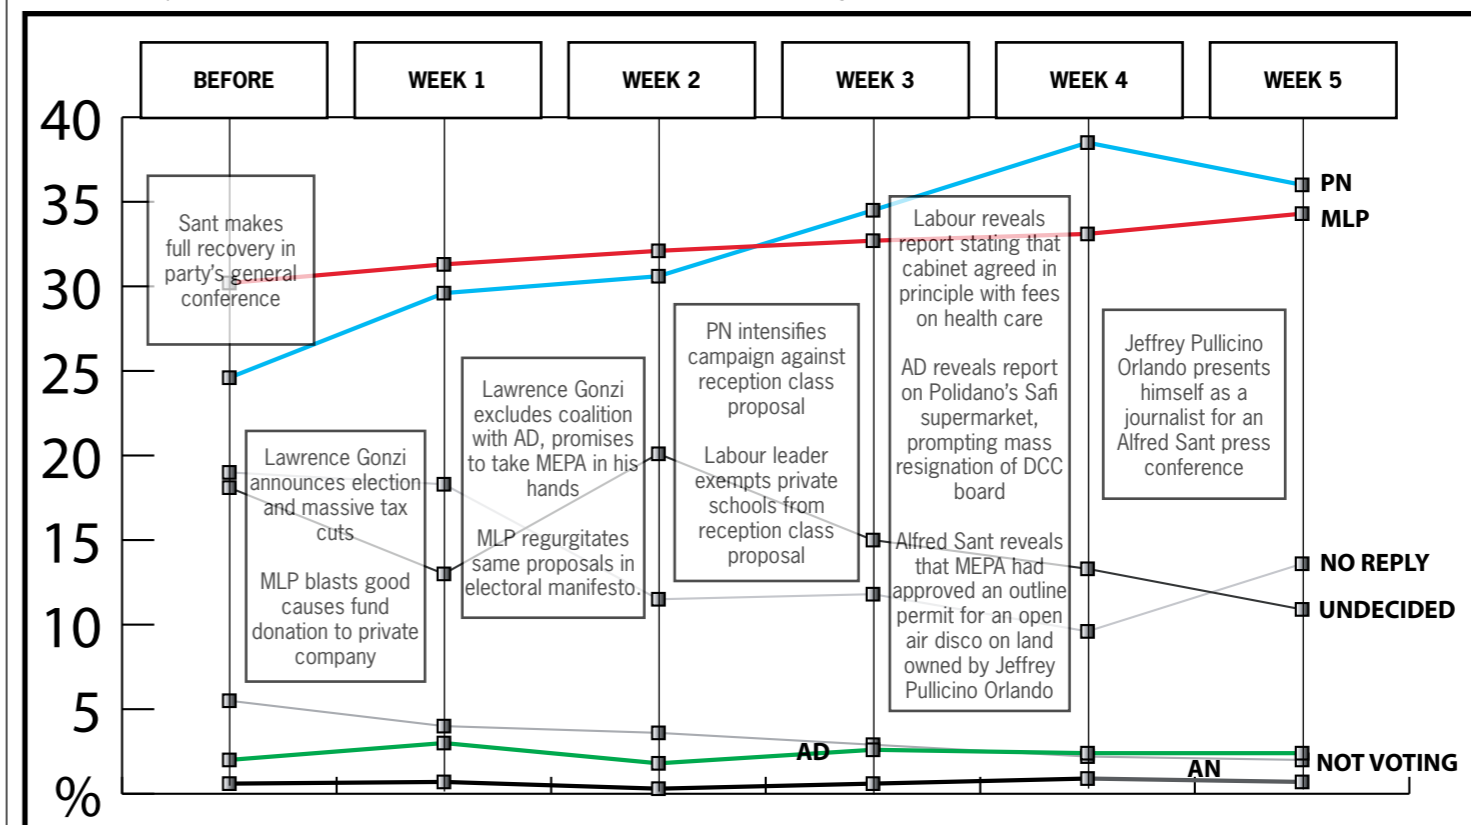 BEFORE
WEEK 1
WEEK 2
WEEK 3
WEEK 4
WEEK 5
40
35
30
25
20
15
10
5
%
Sant makes
full recovery in
party's general
conference
Lawrence Gonzi
announces election
and massive tax
cuts
MLP blasts good
causes fund
donation to private
company
Lawrence Gonzi
excludes coalition
with AD, promises
to take MEPA in his
hands
MLP regurgitates
same proposals in
electoral manifesto.
PN intensifies
campaign against
reception class
proposal
Labour leader
exempts private
schools from
reception class
proposal
Labour reveals
report stating that
cabinet agreed in
principle with fees
on health care
AD reveals report
on Polidano's Safi
supermarket,
prompting mass
resignation of DCC
board
Alfred Sant reveals
that MEPA had
approved an outline
permit for an open
air disco on land
owned by Jeffrey
Pullicino Orlando
Jeffrey Pullicino
Orlando presents
himself as a
journalist for an
Alfred Sant press
conference
PN
MLP
NO REPLY
UNDECIDED
AD
AN
NOT VOTING